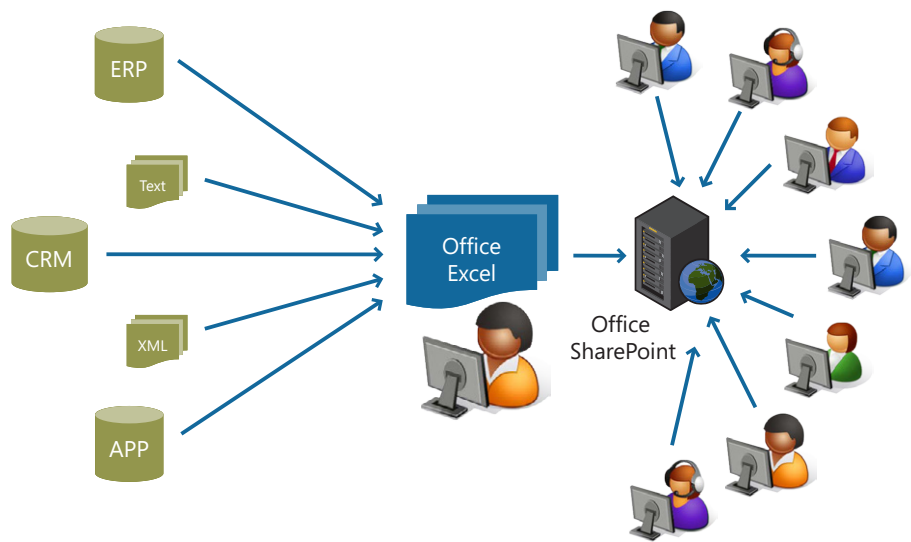 ERP
Text
CRM
XML
APP
Office
Excel
Office
SharePoint